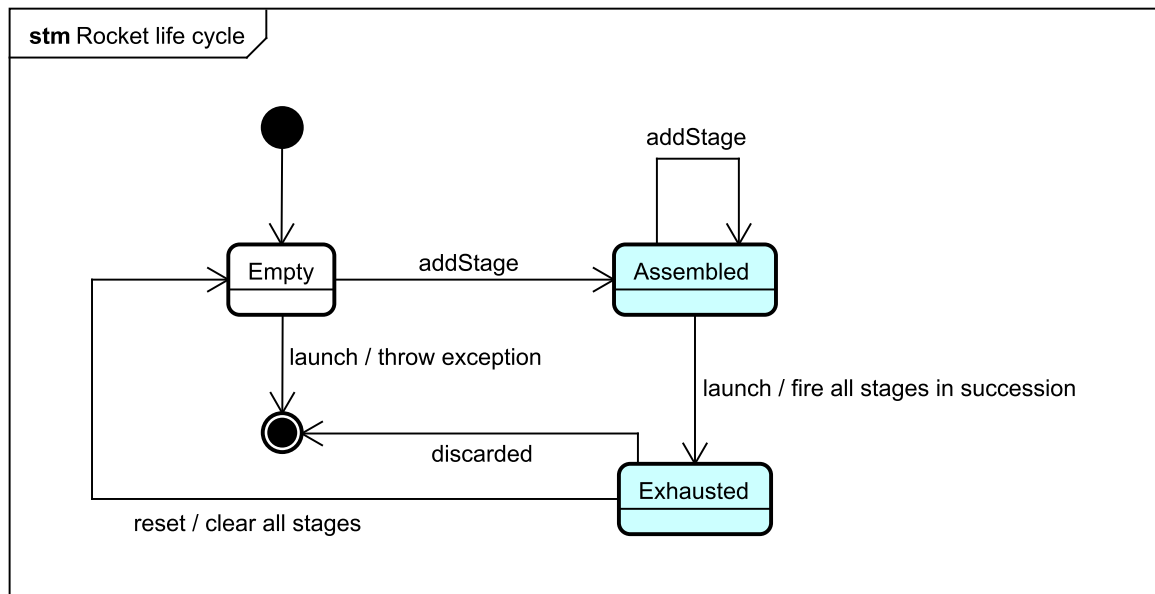 stm Rocket life cycle
addStage
Empty
addStage
Assembled
launch / throw exception
launch / fire all stages in succession
discarded
Exhausted
reset / clear all stages